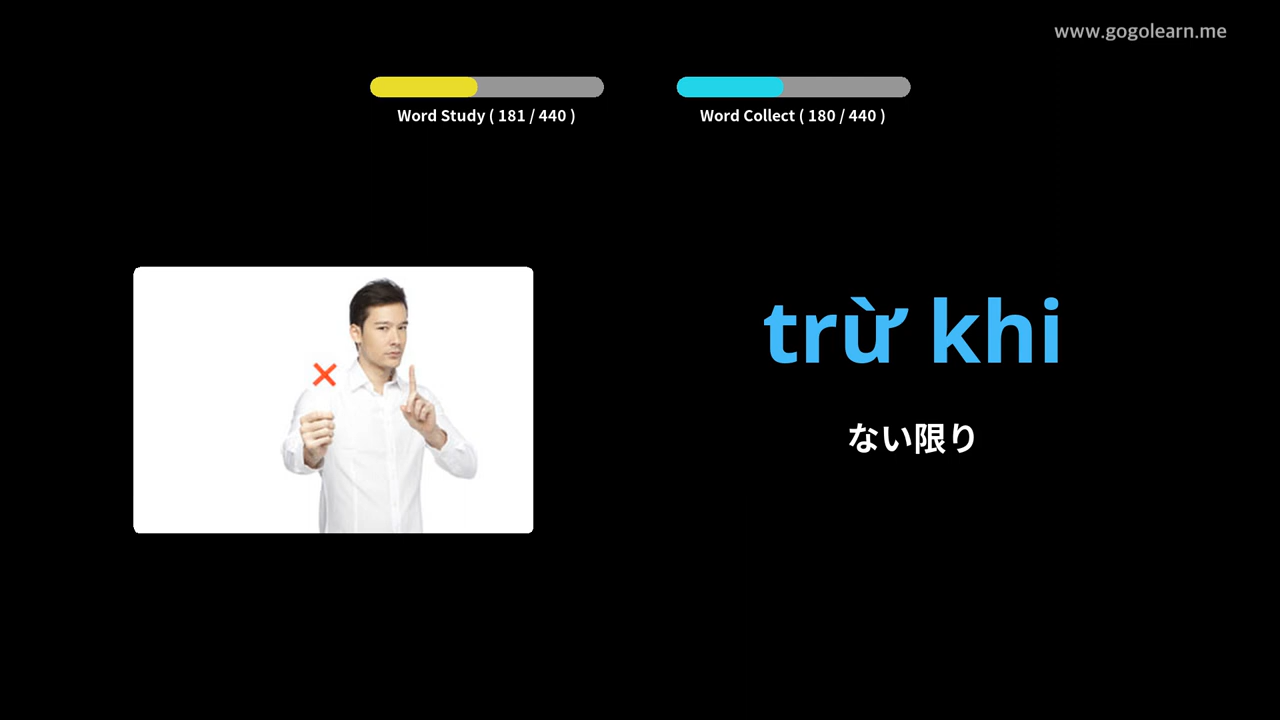 www.gogolearn.me
Word Study ( 181 / 440 )
Word Collect ( 180 / 440 )
trừ khi
ない限り